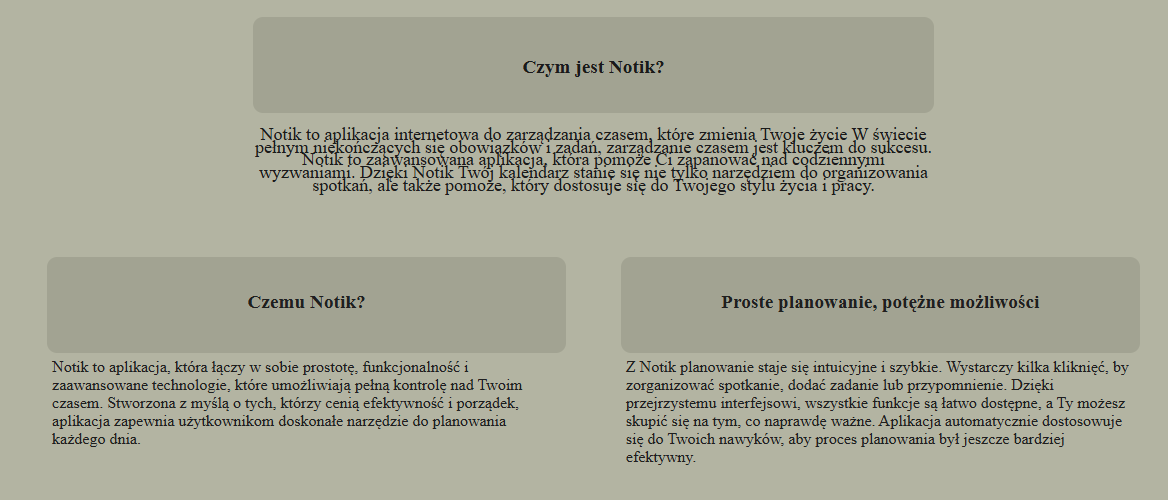 Czym jest Notik?
Notik to aplikacja internetowa do zarządzania czasem, które zmienią Twoje życie W świecie
pełnym niekończących się obowiązków i zadań, zarządzanie czasem jest kluczem do sukcesu.
Notik to zaawansowana aplikacja, która pomoże Ci zapanować nad codziennymi
wyzwaniami. Dzięki Notik Twój kalendarz stanie się nie tylko narzędziem do organizowania
spotkań, ale także pomoże, który dostosuje się do Twojego stylu życia i pracy.
Czemu Notik?
Notik to aplikacja, która łączy w sobie prostotę, funkcjonalność i
zaawansowane technologie, które umożliwiają pełną kontrolę nad Twoim
czasem. Stworzona z myślą o tych, którzy cenią efektywność i porządek,
aplikacja zapewnia użytkownikom doskonałe narzędzie do planowania
każdego dnia.
Proste planowanie, potężne możliwości
Z Notik planowanie staje się intuicyjne i szybkie. Wystarczy kilka kliknięć, by
zorganizować spotkanie, dodać zadanie lub przypomnienie. Dzięki
przejrzystemu interfejsowi, wszystkie funkcje są łatwo dostępne, a Ty możesz
skupić się na tym, co naprawdę ważne. Aplikacja automatycznie dostosowuje
się do Twoich nawyków, aby proces planowania był jeszcze bardziej
efektywny.